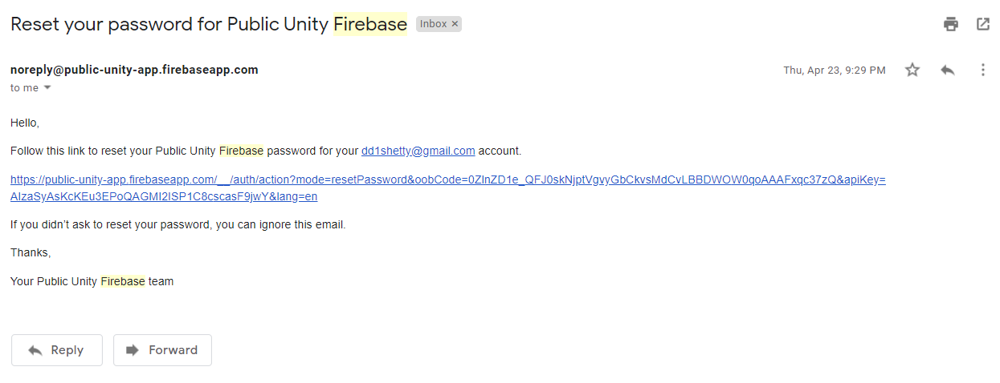 Reset your password for Public Unity Firebase Inbox ×
noreply@public-unity-app.firebaseapp.com Thu, Apr 23, 9:29 PM
to me
Hello,
Follow this link to reset your Public Unity Firebase password for your dd1shetty@gmail.com account.
https://public-unity-app.firebaseapp.com/__/auth/action?mode=resetPassword&oobCode=0ZInZD1e_QFJ0skNjptVgvyGbCkvsMdCvLBBDWOW0qoAAAFxqc37zQ&apiKey=
AIzaSyAsKcKEu3EPoQAGMI2ISP1C8cscasF9jwY&lang=en
If you didn’t ask to reset your password, you can ignore this email.
Thanks,
Your Public Unity Firebase team
Reply Forward